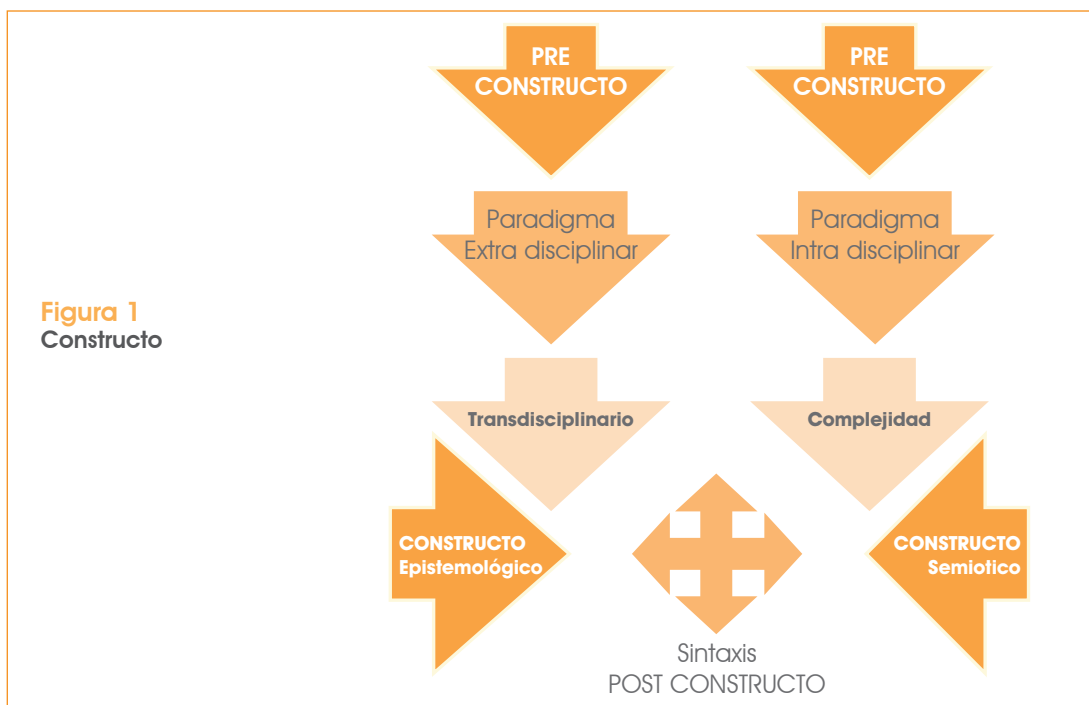 PRE
CONSTRUCTO
PRE
CONSTRUCTO
Paradigma
Extra disciplinar
Paradigma
Intra disciplinar
Figura 1
Constructo
Transdisciplinario
Complejidad
CONSTRUCTO
Epistemológico
CONSTRUCTO
Semiotico
Sintaxis
POST CONSTRUCTO